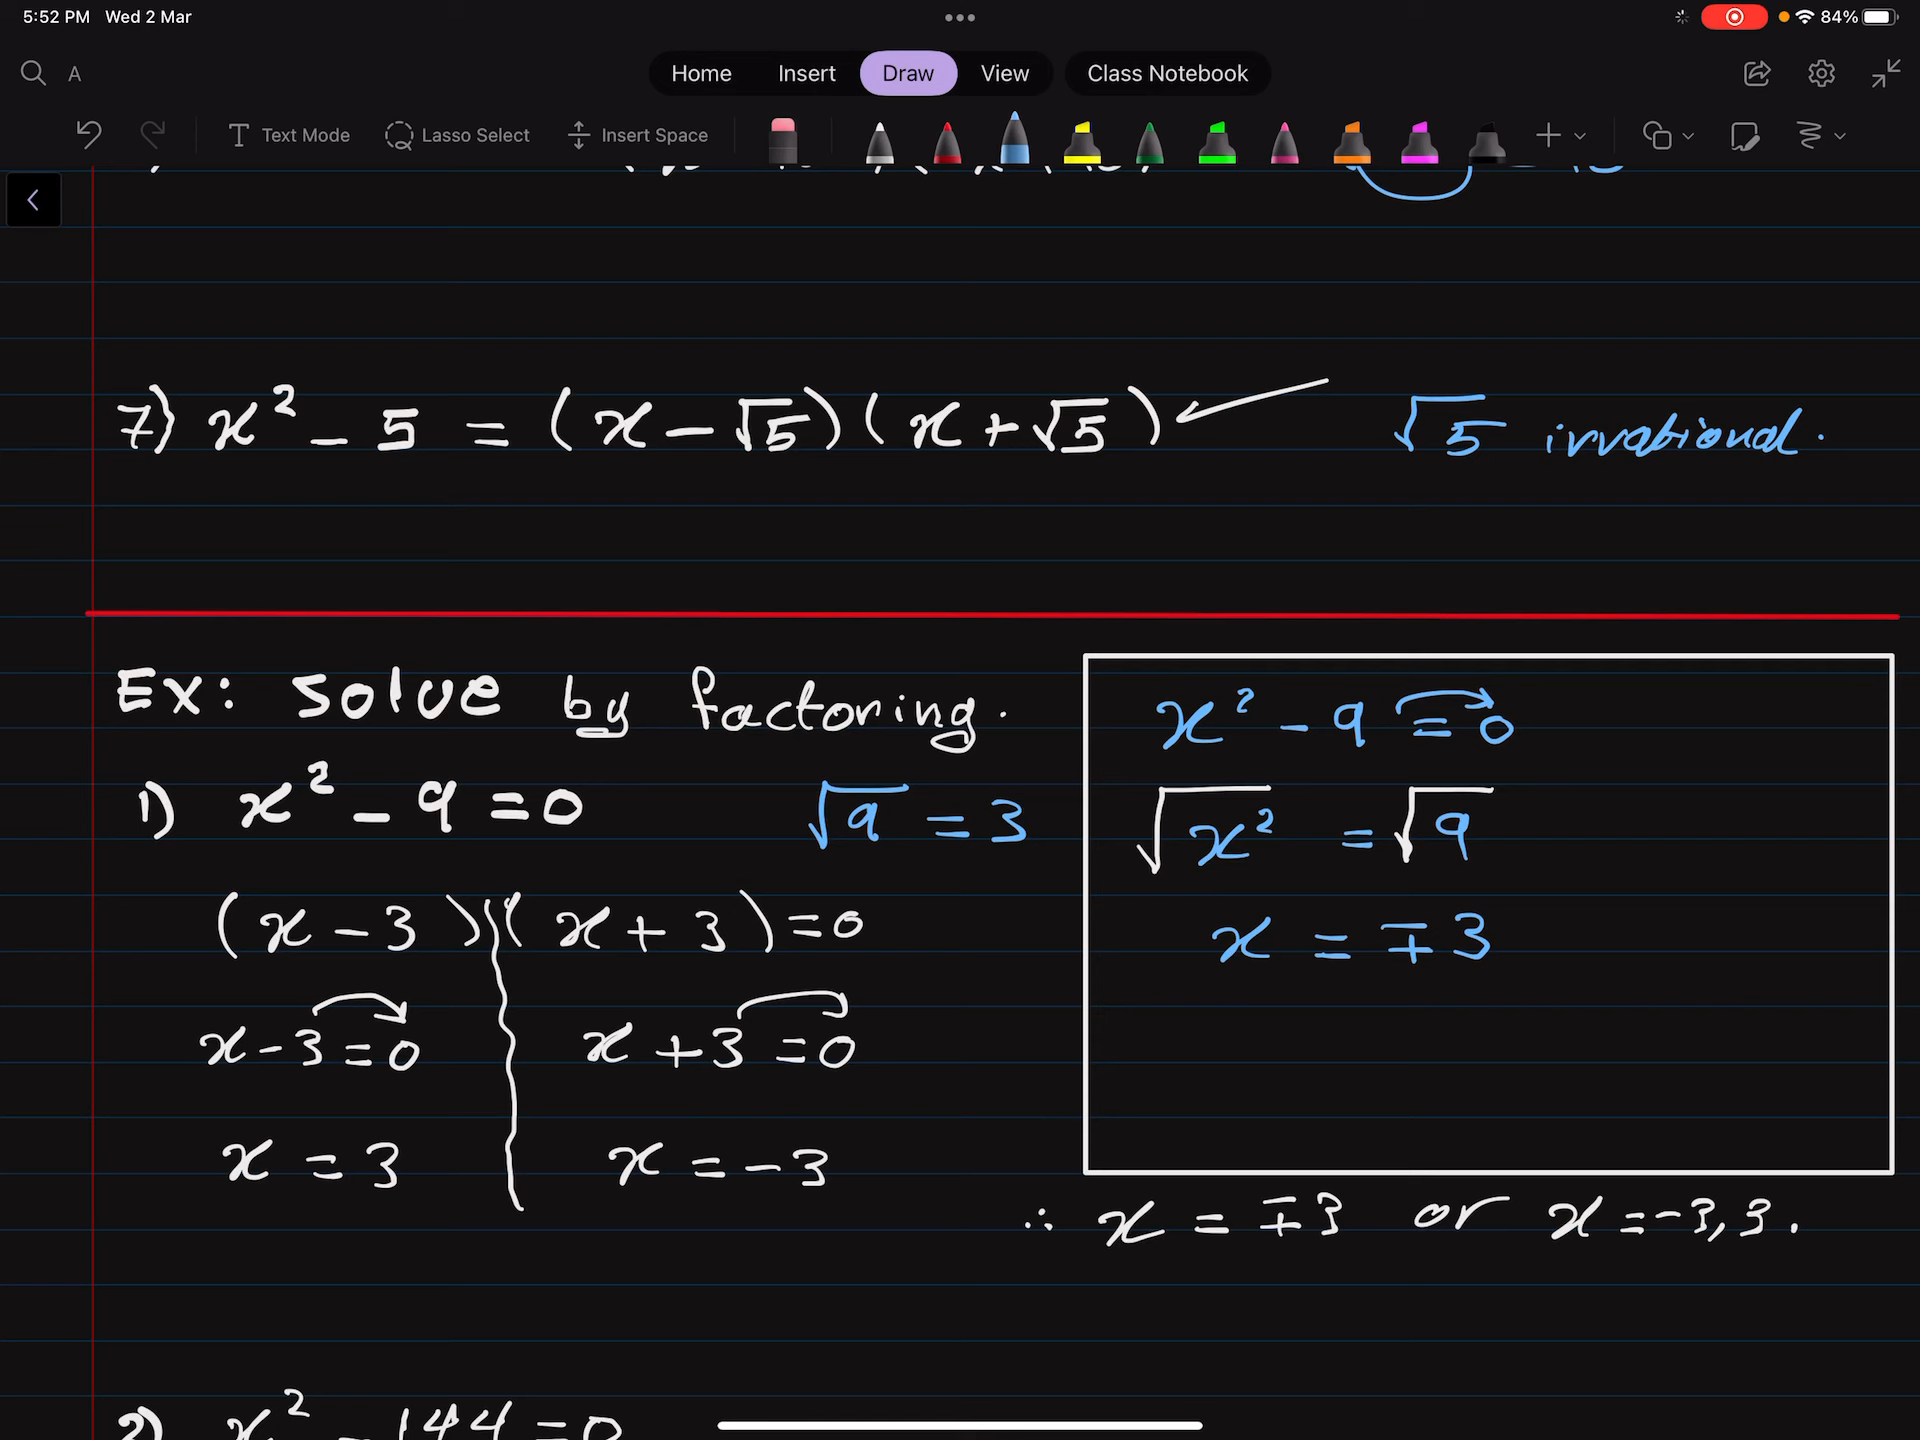 5:52 PM Wed 2 Mar
84%
A
Home Insert Draw View Class Notebook
Text Mode Lasso Select Insert Space
7) x² - 5 = (x - √5)(x + √5)
√5 irrational.
Ex: solve by factoring.
1) x² - 9 = 0
√9 = 3
(x - 3)(x + 3) = 0
x - 3 = 0
x + 3 = 0
x = 3
x = -3
x² - 9 = 0
√x² = √9
x = ∓ 3
∴ x = ∓ 3 or x = -3, 3.
2) x² - 144 = 0